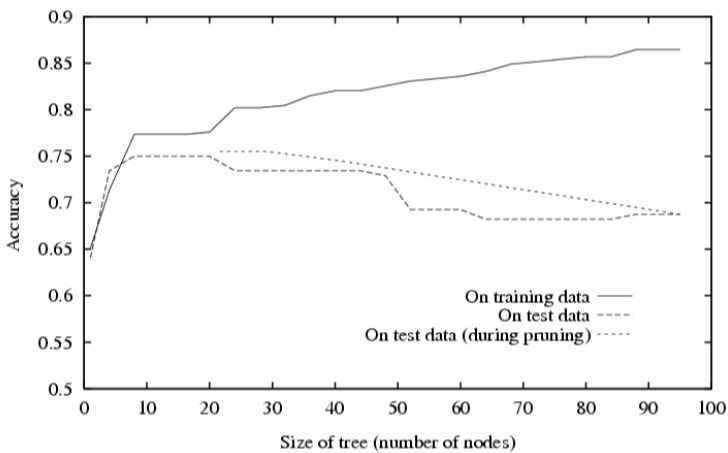 0.9
0.85
0.8
0.75
0.7
0.65
0.6
0.55
0.5
Accuracy
On training data
On test data
On test data (during pruning)
0 10 20 30 40 50 60 70 80 90 100
Size of tree (number of nodes)